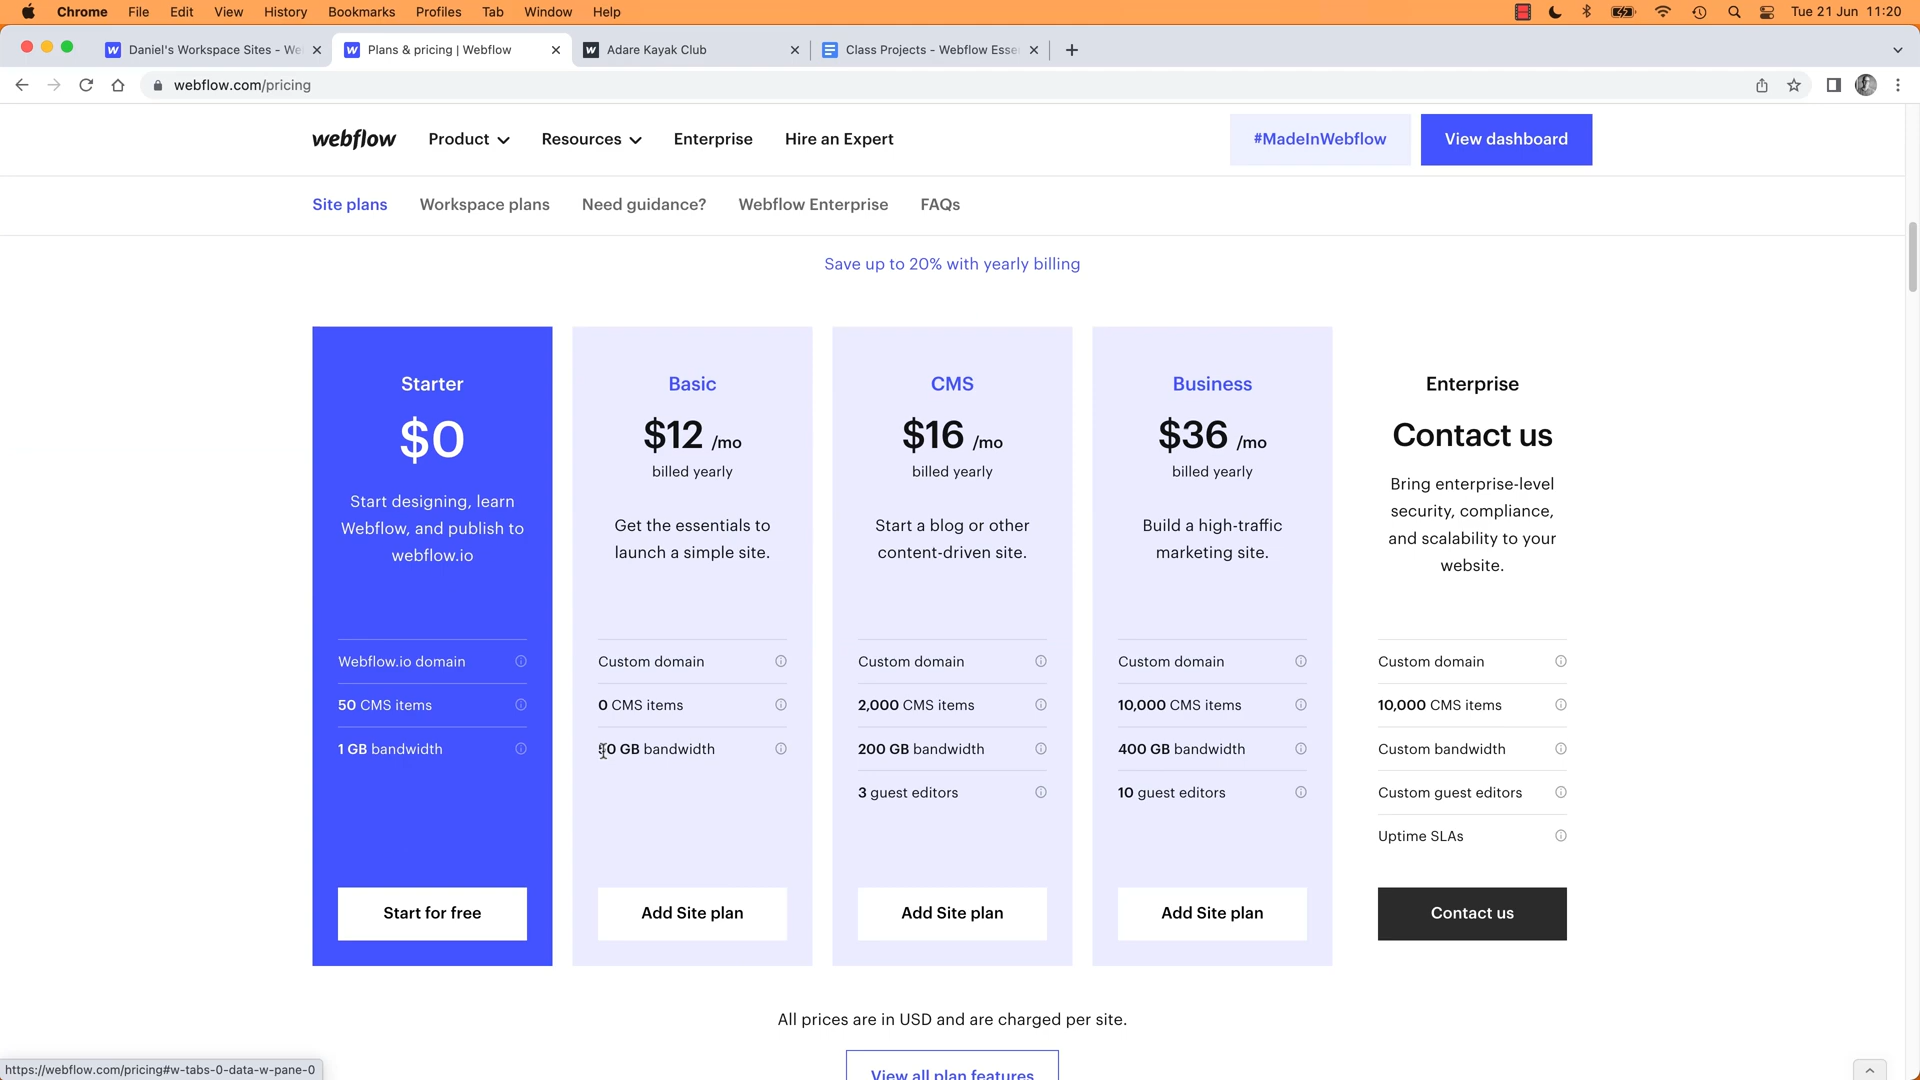 Chrome File Edit View History Bookmarks Profiles Tab Window Help Tue 21 Jun 11:20
Daniel's Workspace Sites - We Plans & pricing | Webflow Adare Kayak Club Class Projects - Webflow Esse
webflow.com/pricing
webflow Product Resources Enterprise Hire an Expert #MadeInWebflow View dashboard
Site plans Workspace plans Need guidance? Webflow Enterprise FAQs
Save up to 20% with yearly billing
Starter
$0
Start designing, learn
Webflow, and publish to
webflow.io
Webflow.io domain
50 CMS items
1 GB bandwidth
Start for free
Basic
$12 /mo
billed yearly
Get the essentials to
launch a simple site.
Custom domain
0 CMS items
GB bandwidth
Add Site plan
CMS
$16 /mo
billed yearly
Start a blog or other
content-driven site.
Custom domain
2,000 CMS items
200 GB bandwidth
3 guest editors
Add Site plan
Business
$36 /mo
billed yearly
Build a high-traffic
marketing site.
Custom domain
10,000 CMS items
400 GB bandwidth
10 guest editors
Add Site plan
Enterprise
Contact us
Bring enterprise-level
security, compliance,
and scalability to your
website.
Custom domain
10,000 CMS items
Custom bandwidth
Custom guest editors
Uptime SLAs
Contact us
All prices are in USD and are charged per site.
View all plan features
https://webflow.com/pricing#w-tabs-0-data-w-pane-0